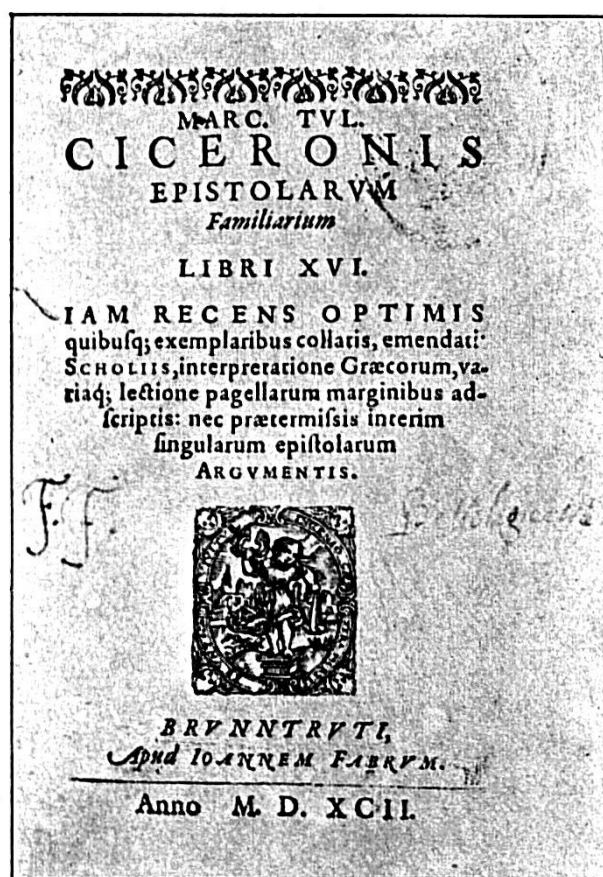 MARC. TVL.
CICERONIS
EPISTOLARVM
Familiarium
LIBRI XVI.
IAM RECENS OPTIMIS
quibuſq; exemplaribus collatis, emendati·
SCHOLIIS, interpretatione Græcorum, va-
riaq; lectione pagellarum marginibus ad-
ſcriptis: nec prætermiſsis interim
ſingularum epiſtolarum
ARGVMENTIS.
F. F.
BRVNNTRVTI,
Apud IOANNEM FABRVM.
Anno M. D. XCII.